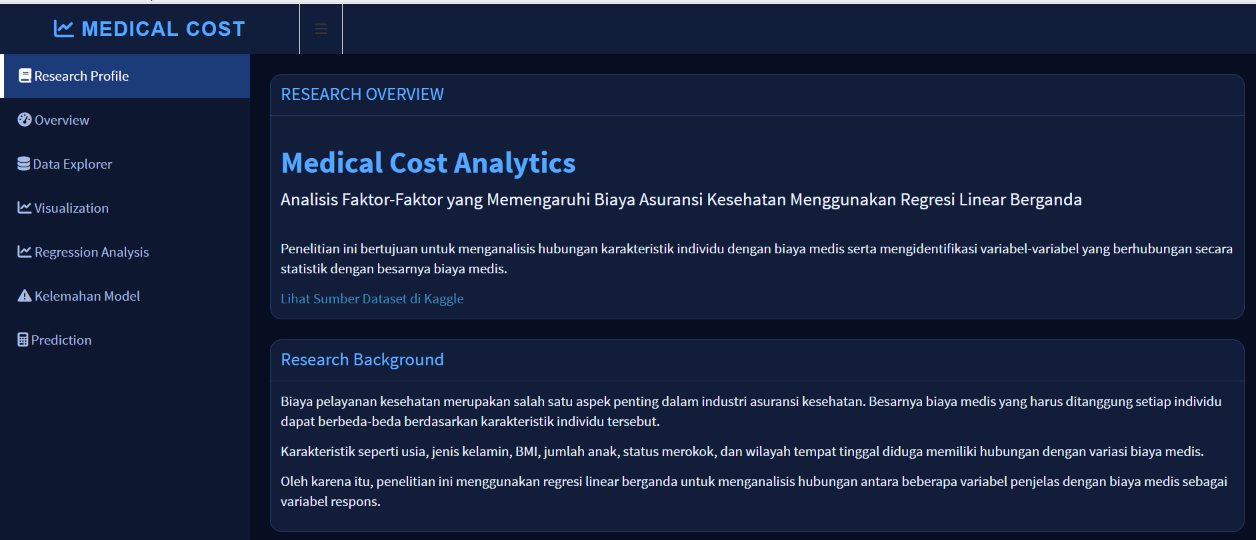 MEDICAL COST
Research Profile
Overview
Data Explorer
Visualization
Regression Analysis
Kelemahan Model
Prediction
RESEARCH OVERVIEW
Medical Cost Analytics
Analisis Faktor-Faktor yang Memengaruhi Biaya Asuransi Kesehatan Menggunakan Regresi Linear Berganda
Penelitian ini bertujuan untuk menganalisis hubungan karakteristik individu dengan biaya medis serta mengidentifikasi variabel-variabel yang berhubungan secara
statistik dengan besarnya biaya medis.
Lihat Sumber Dataset di Kaggle
Research Background
Biaya pelayanan kesehatan merupakan salah satu aspek penting dalam industri asuransi kesehatan. Besarnya biaya medis yang harus ditanggung setiap individu
dapat berbeda-beda berdasarkan karakteristik individu tersebut.
Karakteristik seperti usia, jenis kelamin, BMI, jumlah anak, status merokok, dan wilayah tempat tinggal diduga memiliki hubungan dengan variasi biaya medis.
Oleh karena itu, penelitian ini menggunakan regresi linear berganda untuk menganalisis hubungan antara beberapa variabel penjelas dengan biaya medis sebagai
variabel respons.